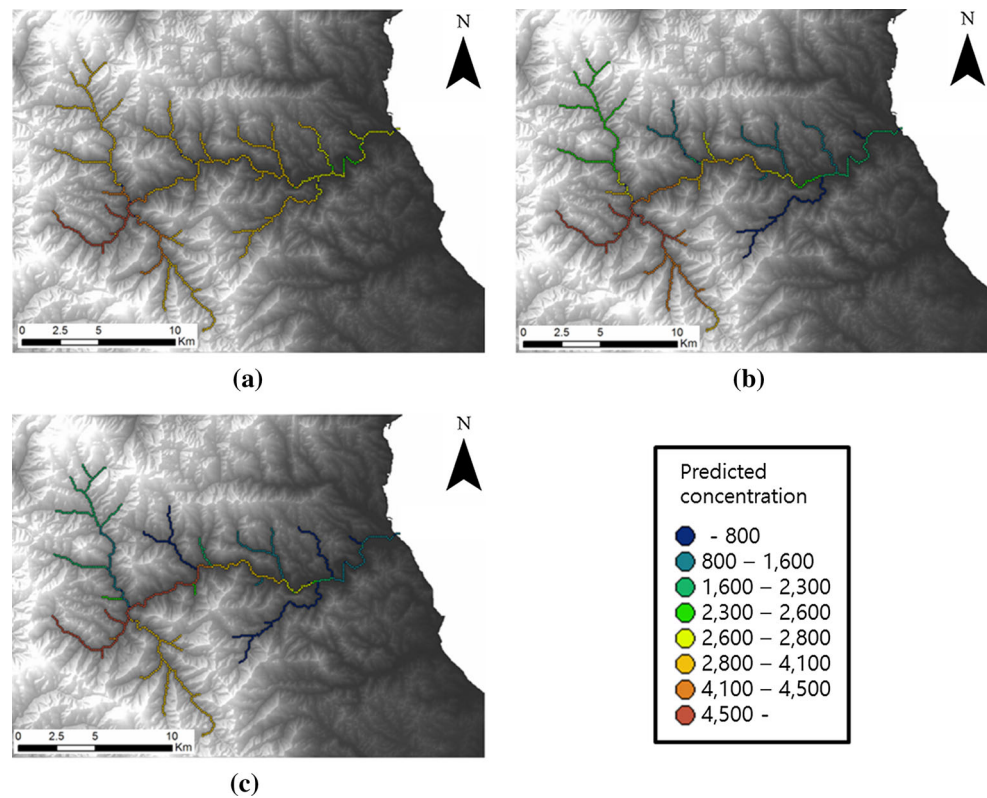 N
N
0 2.5 5 10
Km
0 2.5 5 10
Km
(a)
(b)
N
0 2.5 5 10
Km
(c)
Predicted
concentration
- 800
800 – 1,600
1,600 – 2,300
2,300 – 2,600
2,600 – 2,800
2,800 – 4,100
4,100 – 4,500
4,500 -